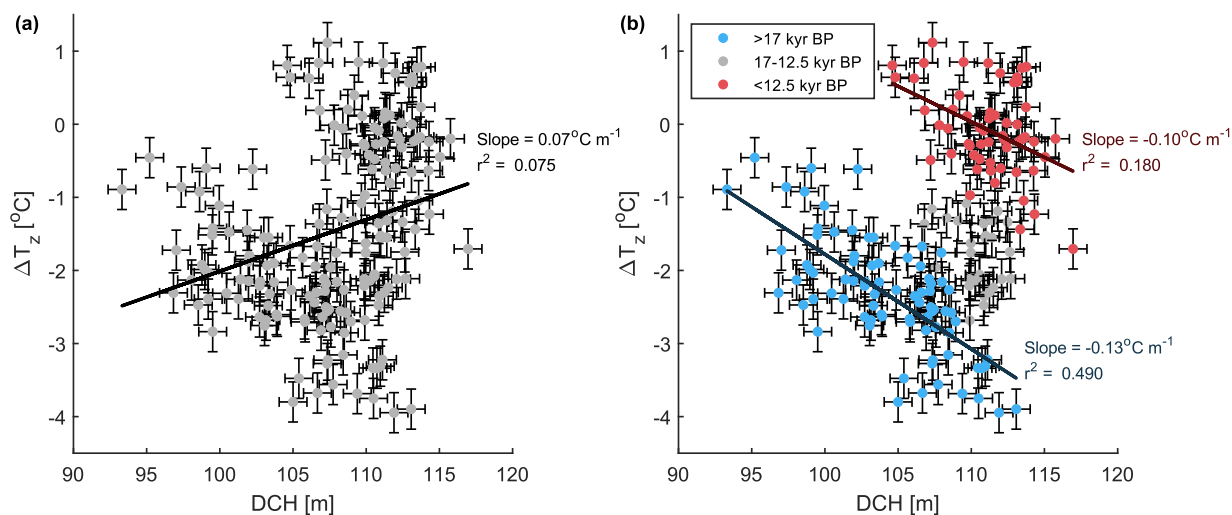 (a)
1
0
-1
-2
-3
-4
ΔT_z [°C]
90
95
100
105
110
115
120
DCH [m]
Slope = 0.07°C m⁻¹
r² = 0.075
(b)
>17 kyr BP
17-12.5 kyr BP
<12.5 kyr BP
1
0
-1
-2
-3
-4
ΔT_z [°C]
90
95
100
105
110
115
120
DCH [m]
Slope = -0.10°C m⁻¹
r² = 0.180
Slope = -0.13°C m⁻¹
r² = 0.490